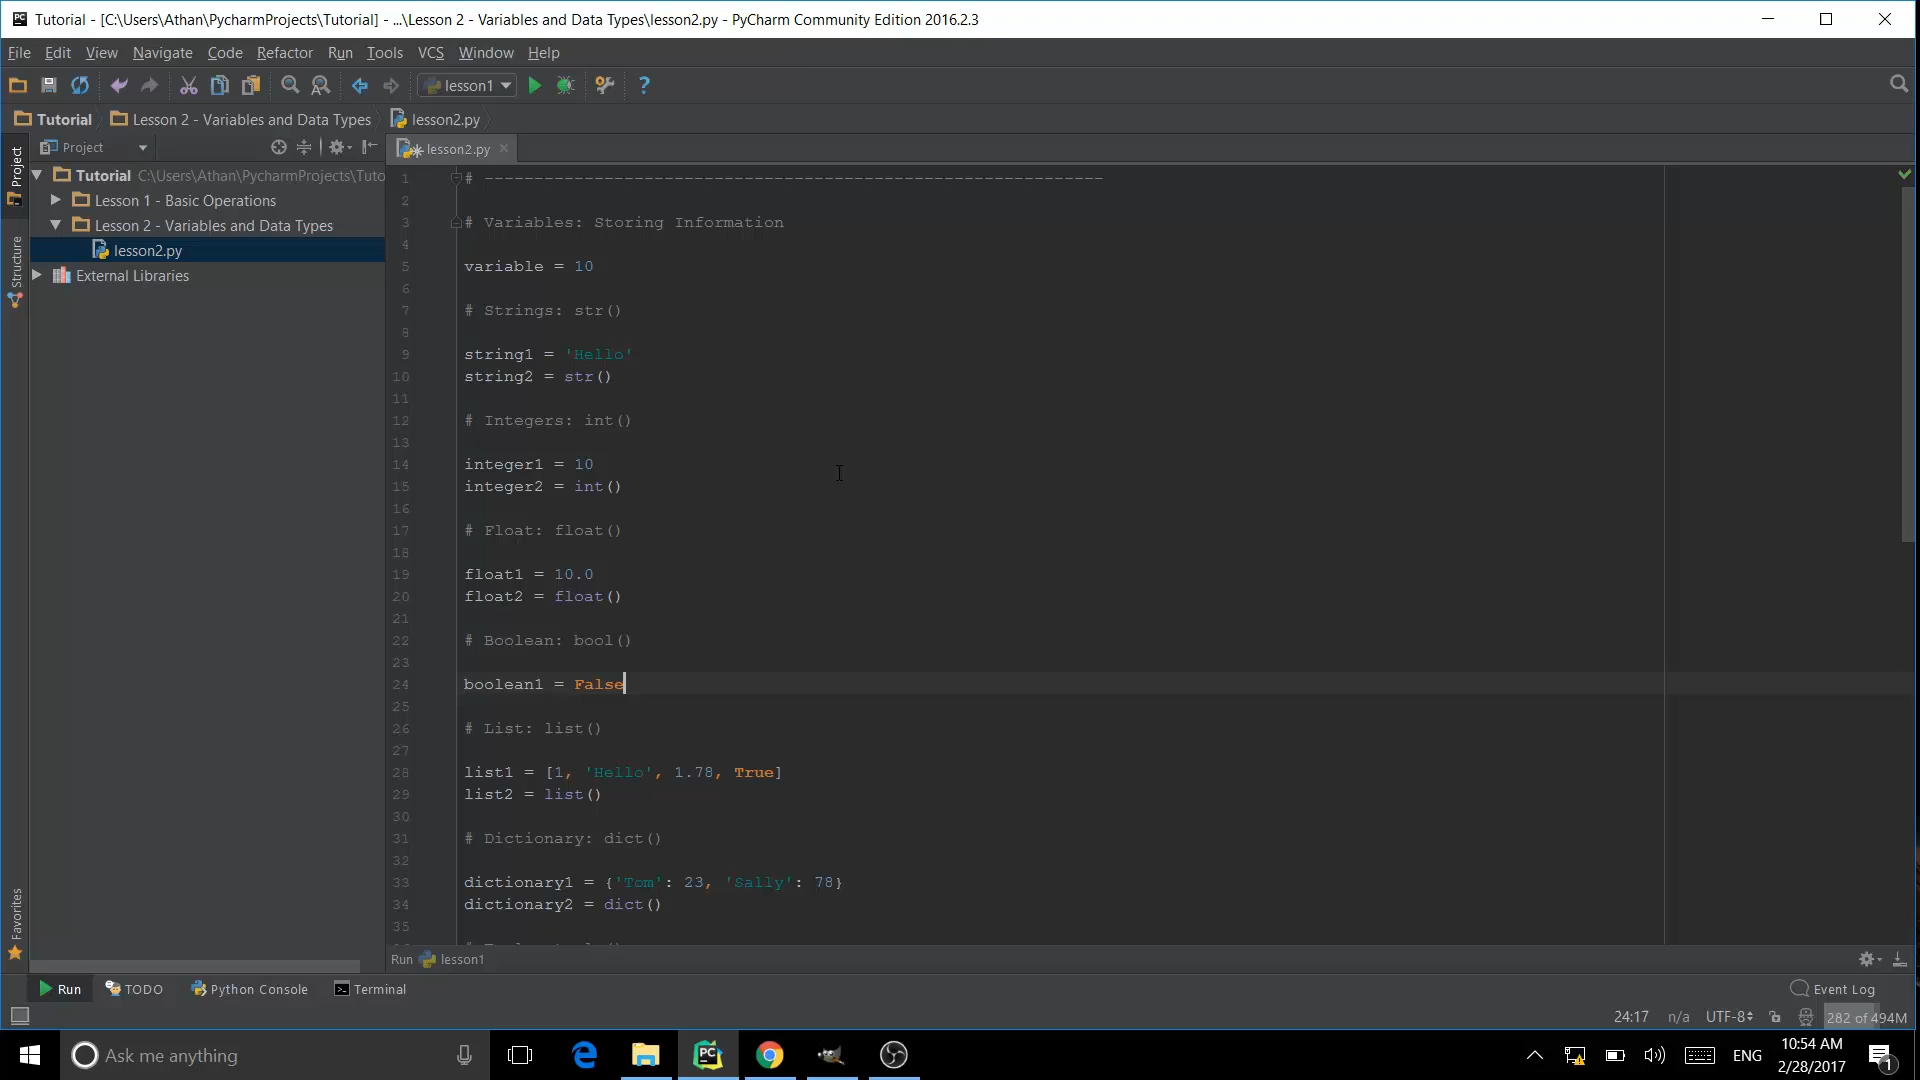 Tutorial - [C:\Users\Athan\PycharmProjects\Tutorial] - ...\Lesson 2 - Variables and Data Types\lesson2.py - PyCharm Community Edition 2016.2.3
File Edit View Navigate Code Refactor Run Tools VCS Window Help
lesson1
Tutorial Lesson 2 - Variables and Data Types lesson2.py
Project
lesson2.py
Project
Structure
Favorites
Tutorial C:\Users\Athan\PycharmProjects\Tuto
Lesson 1 - Basic Operations
Lesson 2 - Variables and Data Types
lesson2.py
External Libraries
1 # --------------------------------------------------------------
2
3 # Variables: Storing Information
4
5 variable = 10
6
7 # Strings: str()
8
9 string1 = 'Hello'
10 string2 = str()
11
12 # Integers: int()
13
14 integer1 = 10
15 integer2 = int()
16
17 # Float: float()
18
19 float1 = 10.0
20 float2 = float()
21
22 # Boolean: bool()
23
24 boolean1 = False
25
26 # List: list()
27
28 list1 = [1, 'Hello', 1.78, True]
29 list2 = list()
30
31 # Dictionary: dict()
32
33 dictionary1 = {'Tom': 23, 'Sally': 78}
34 dictionary2 = dict()
35
Run lesson1
Run TODO Python Console Terminal Event Log
24:17 n/a UTF-8 282 of 494M
Ask me anything
ENG
10:54 AM
2/28/2017
1